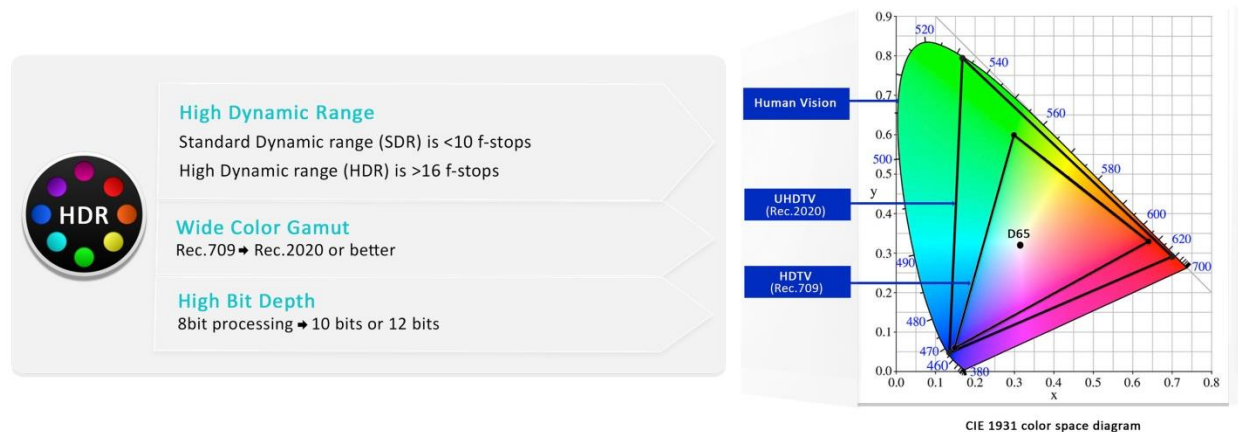 HDR
High Dynamic Range
Standard Dynamic range (SDR) is <10 f-stops
High Dynamic range (HDR) is >16 f-stops
Wide Color Gamut
Rec.709 ➡ Rec.2020 or better
High Bit Depth
8bit processing ➡ 10 bits or 12 bits
Human Vision
UHDTV
(Rec.2020)
HDTV
(Rec.709)
0.9
0.8
0.7
0.6
0.5
y
0.4
0.3
0.2
0.1
0.0
0.0 0.1 0.2 0.3 0.4 0.5 0.6 0.7 0.8
x
520
540
560
580
600
620
700
500
490
480
470
460
380
D65
CIE 1931 color space diagram